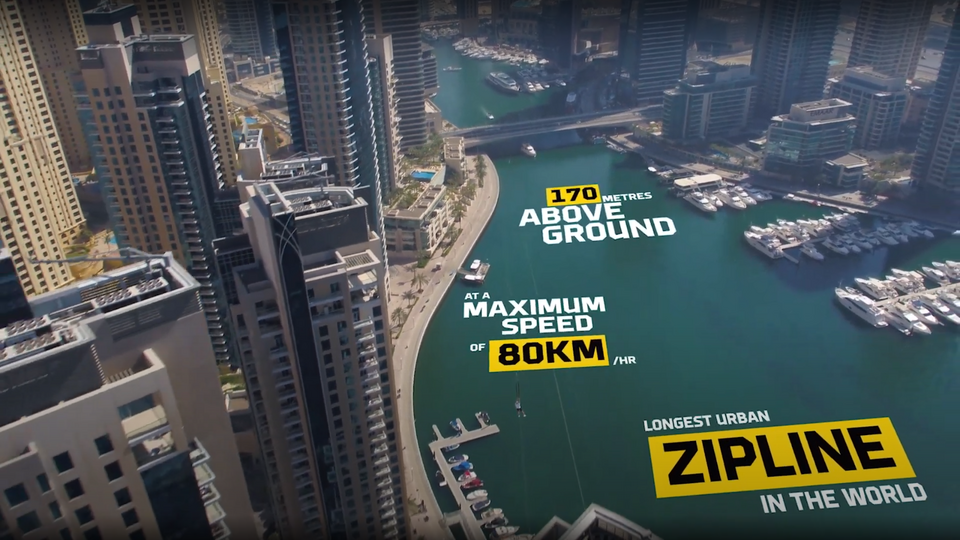 170 METRES
ABOVE
GROUND
AT A
MAXIMUM
SPEED
OF 80KM /HR
LONGEST URBAN
ZIPLINE
IN THE WORLD